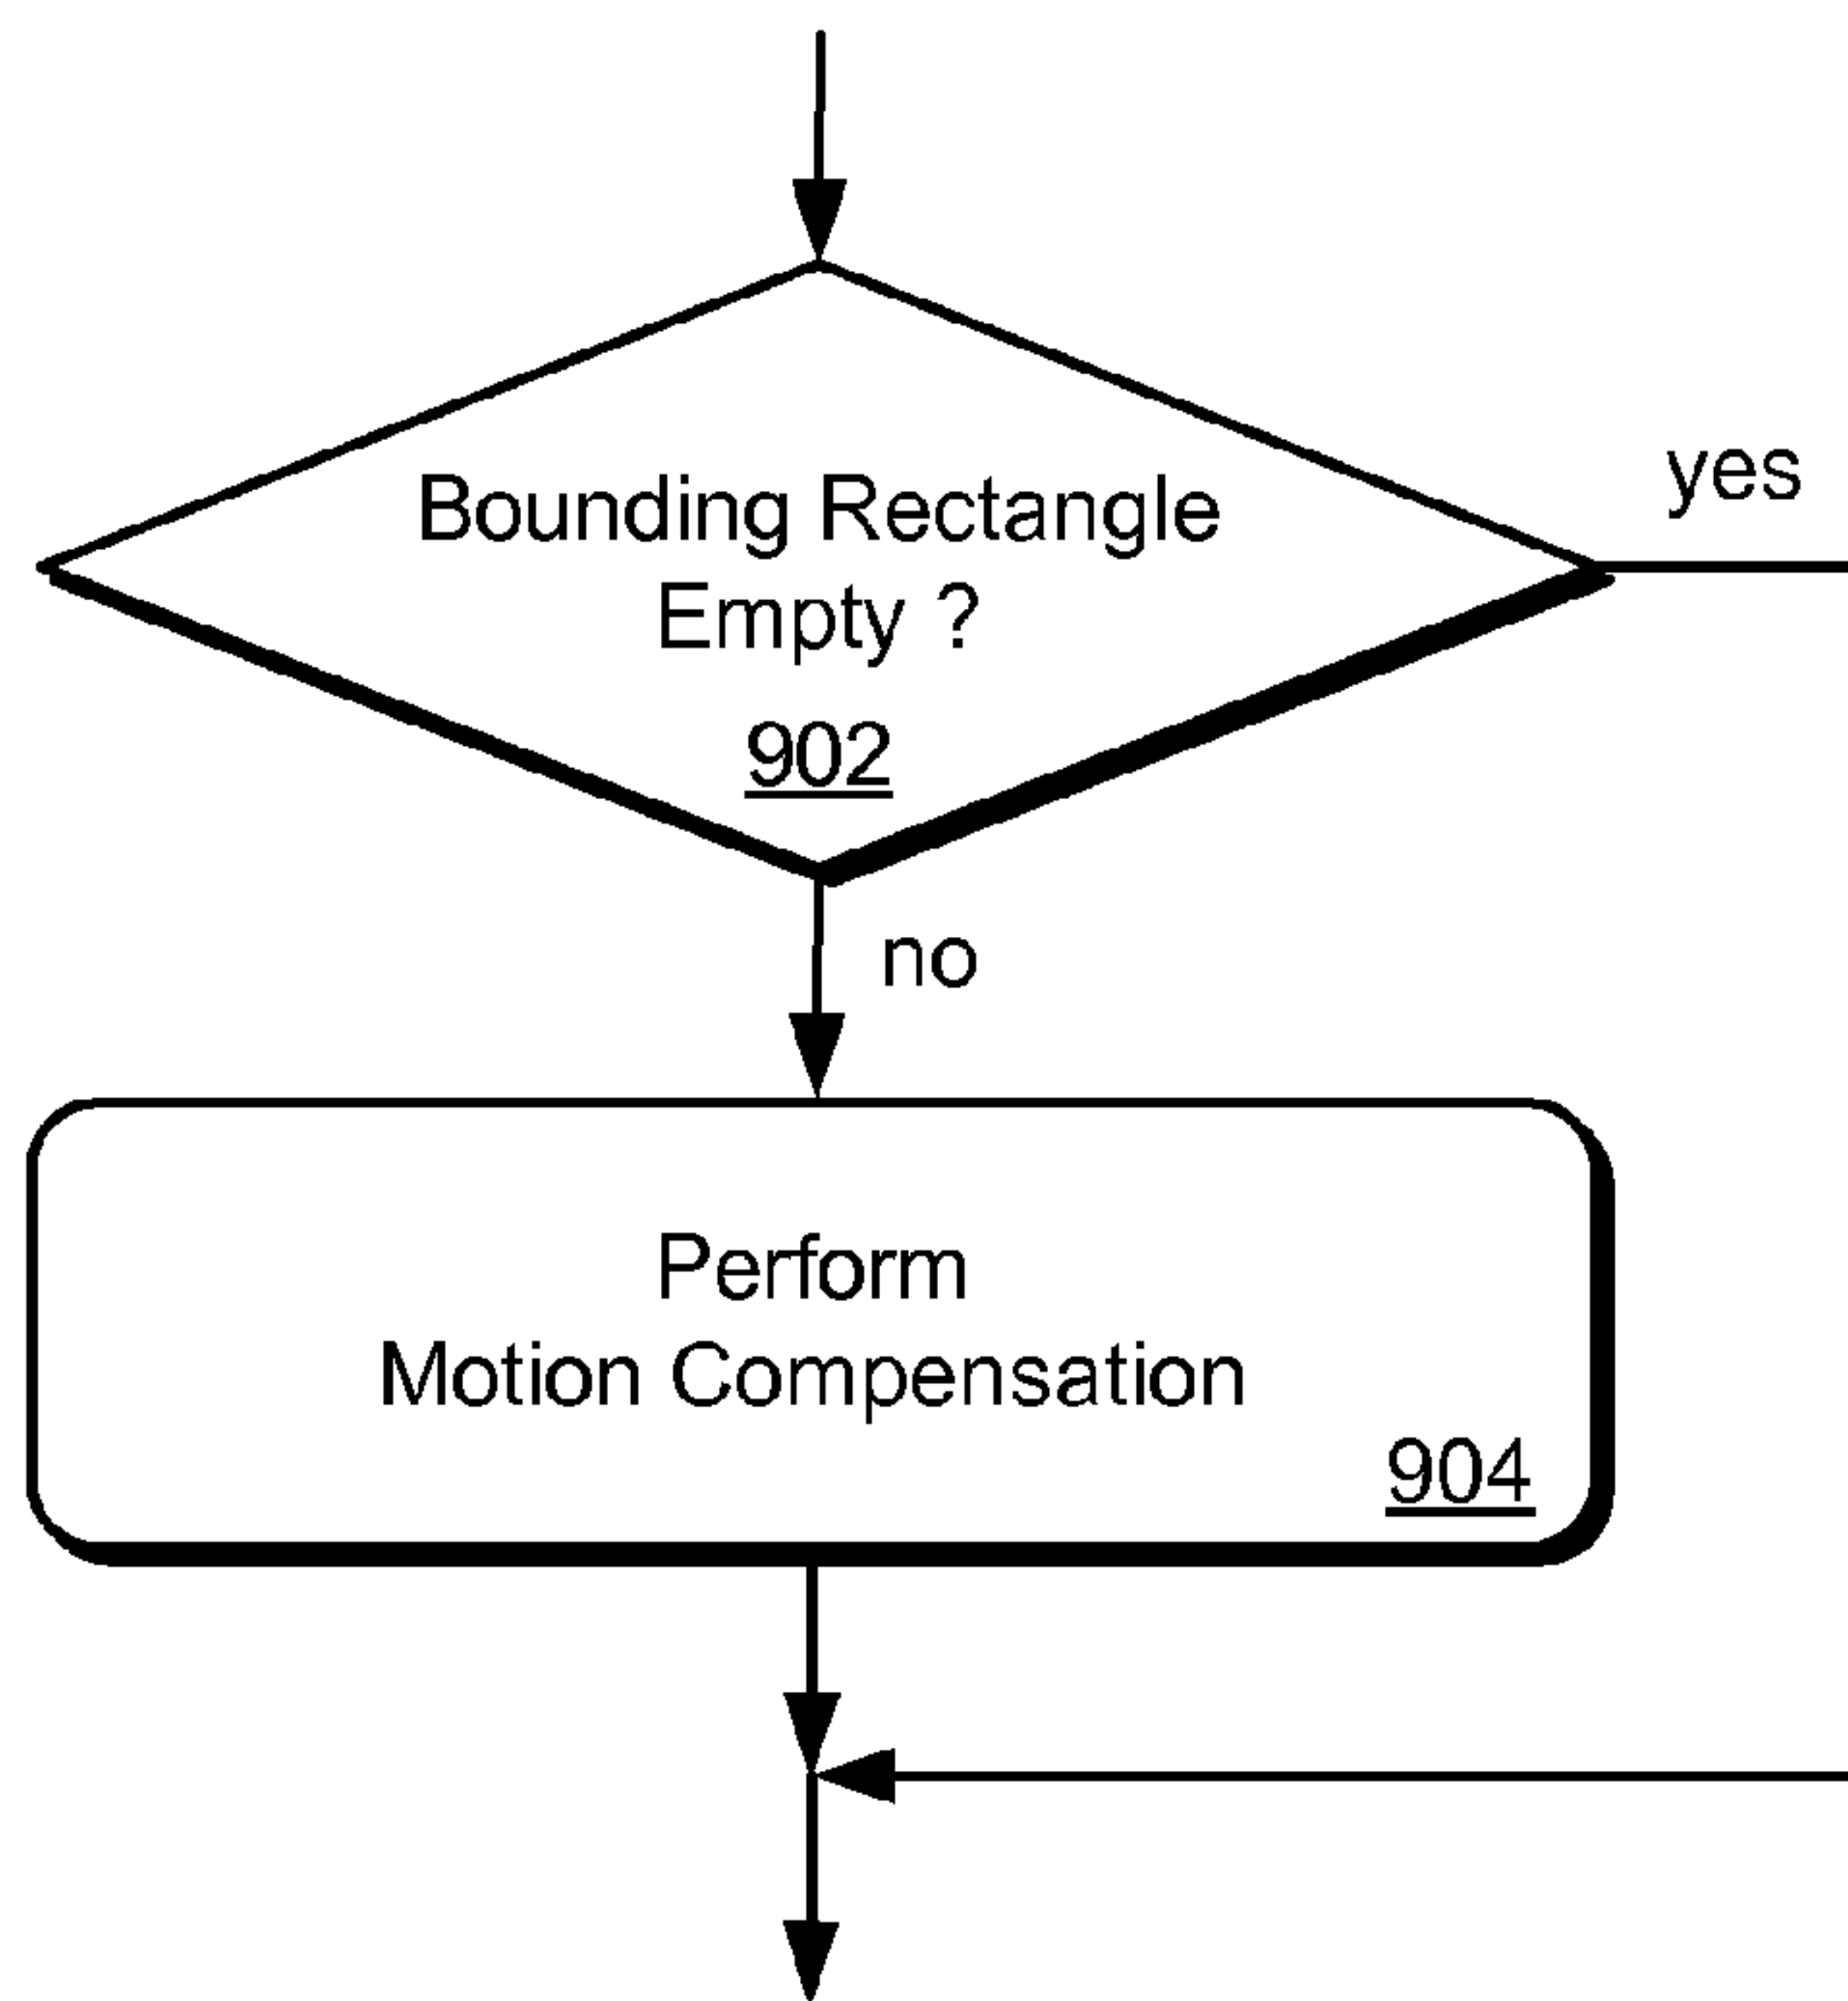 Bounding Rectangle
Empty ?
902
yes
no
Perform
Motion Compensation
904